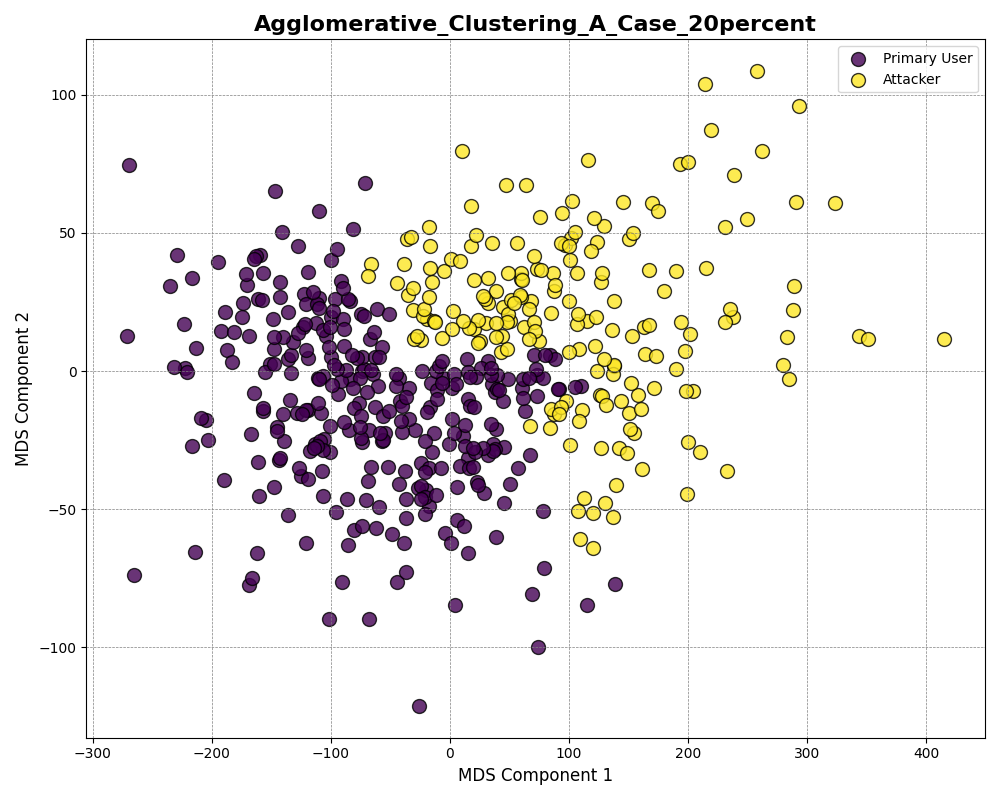 Agglomerative_Clustering_A_Case_20percent
Primary User
Attacker
MDS Component 2
100
50
0
−50
−100
−300 −200 −100 0 100 200 300 400
MDS Component 1